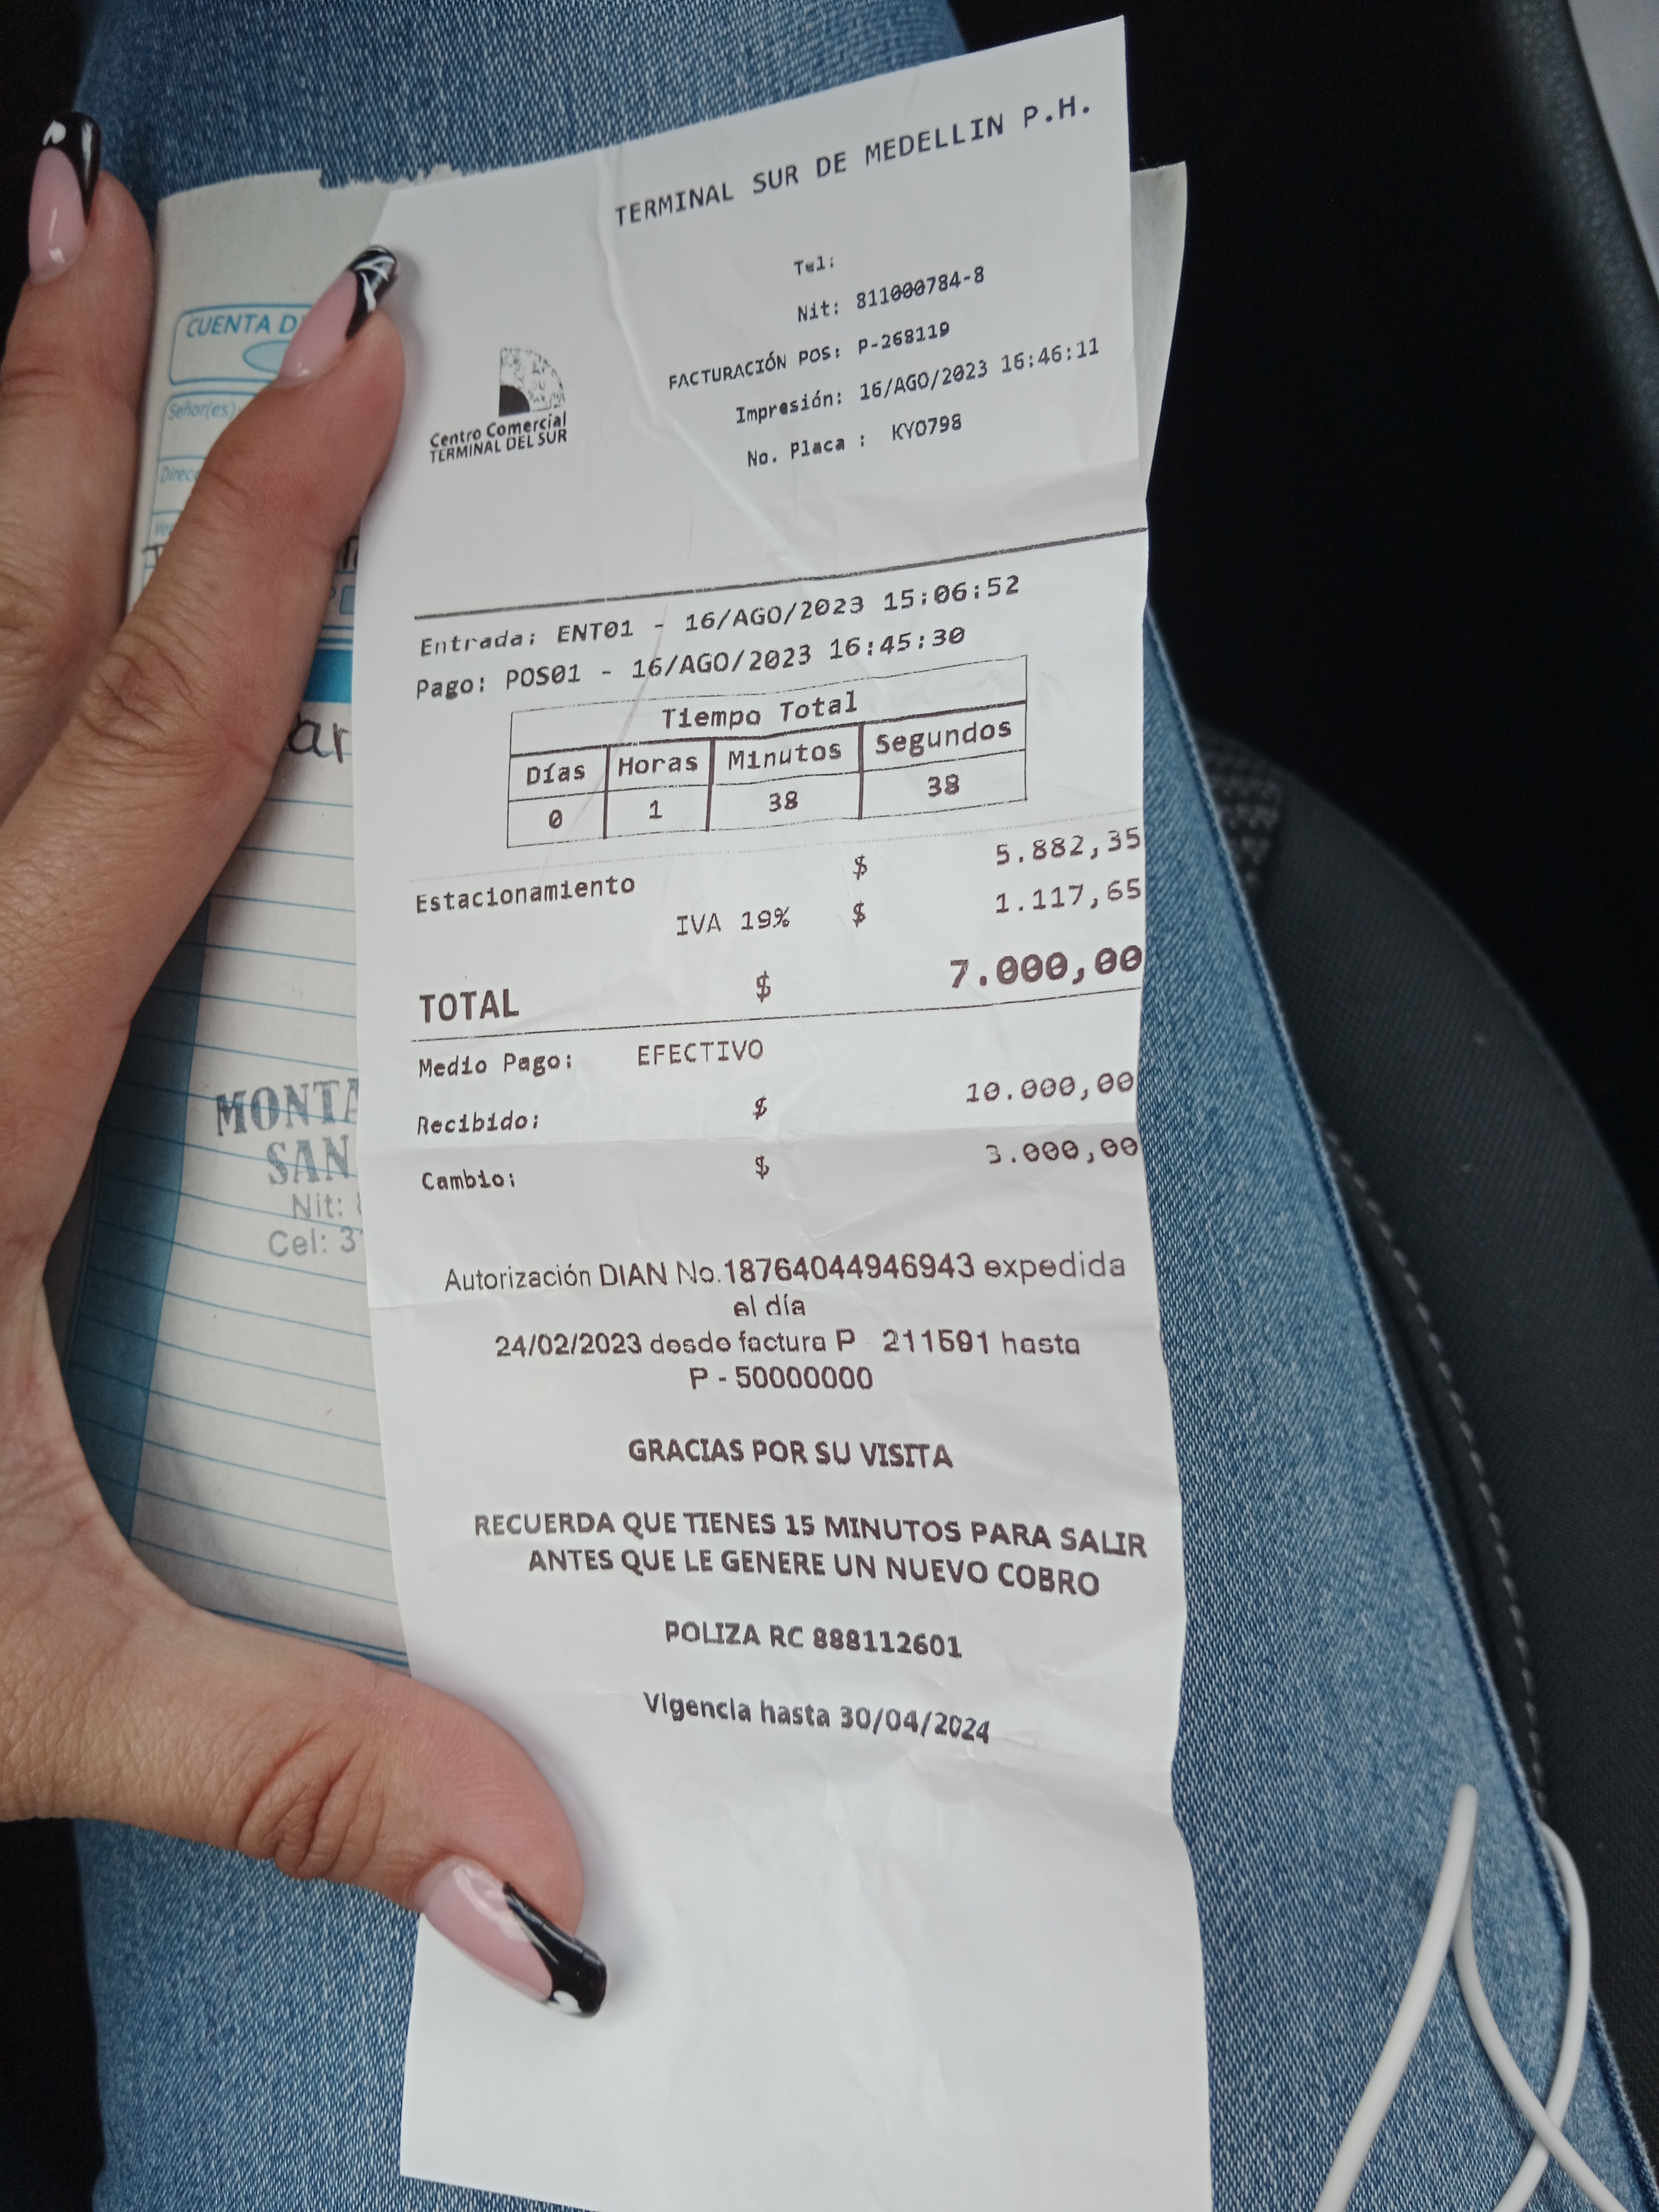 TERMINAL SUR DE MEDELLIN P.H.
Tel:
Nit: 811000784-8
FACTURACIÓN POS: P-268119
Impresión: 16/AGO/2023 16:46:11
No. Placa : KYO798
Centro Comercial
TERMINAL DEL SUR
Entrada: ENT01 - 16/AGO/2023 15:06:52
Pago: POS01 - 16/AGO/2023 16:45:30
Tiempo Total
Días Horas Minutos Segundos
0 1 38 38
Estacionamiento $ 5.882,35
IVA 19% $ 1.117,65
TOTAL $ 7.000,00
Medio Pago: EFECTIVO
Recibido: $ 10.000,00
Cambio: $ 3.000,00
Autorización DIAN No.18764044946943 expedida
el día
24/02/2023 desde factura P 211591 hasta
P - 50000000
GRACIAS POR SU VISITA
RECUERDA QUE TIENES 15 MINUTOS PARA SALIR
ANTES QUE LE GENERE UN NUEVO COBRO
POLIZA RC 888112601
Vigencia hasta 30/04/2024
CUENTA D
Señor(es)
Direc
ar
MONTA
SAN
Nit:
Cel: 3